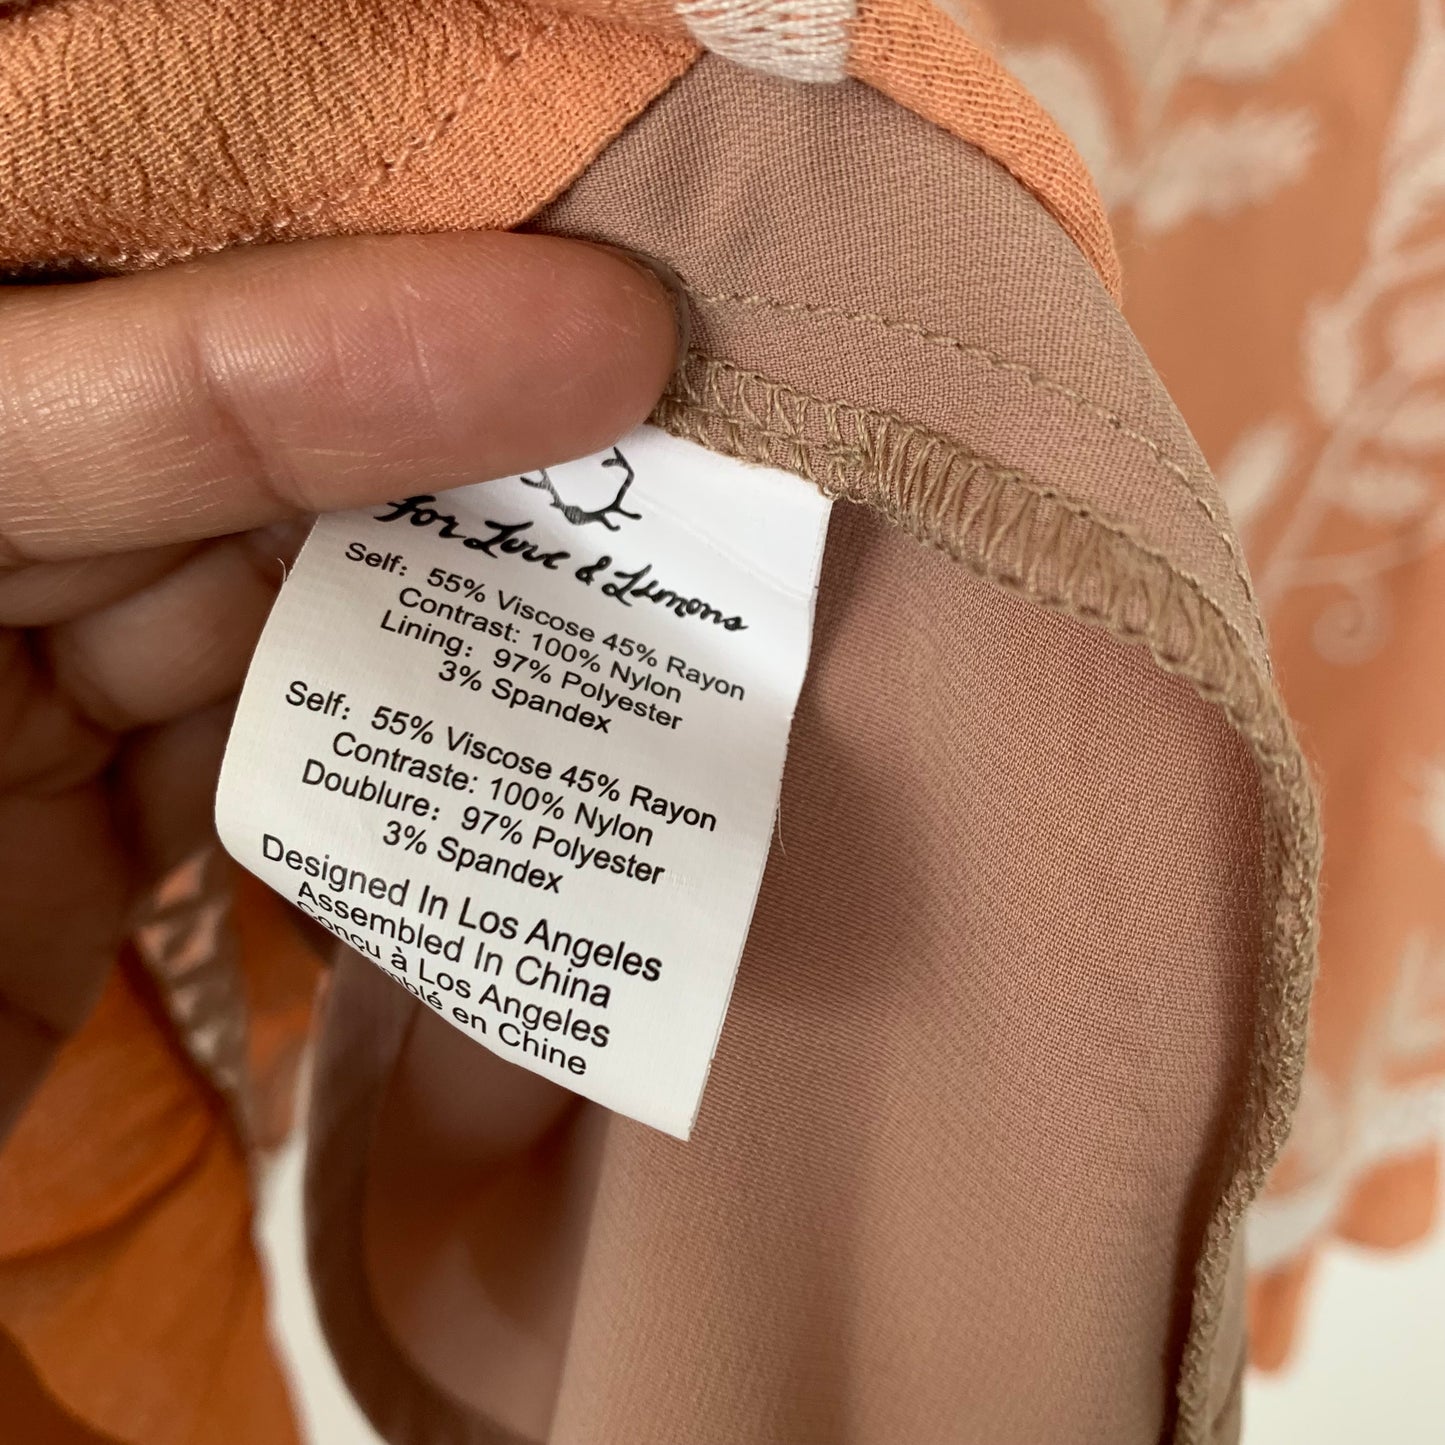 For Love & Lemons
Self: 55% Viscose 45% Rayon
Contrast: 100% Nylon
Lining: 97% Polyester
3% Spandex
Self: 55% Viscose 45% Rayon
Contraste: 100% Nylon
Doublure: 97% Polyester
3% Spandex
Designed In Los Angeles
Assembled In China
Conçu à Los Angeles
en Chine